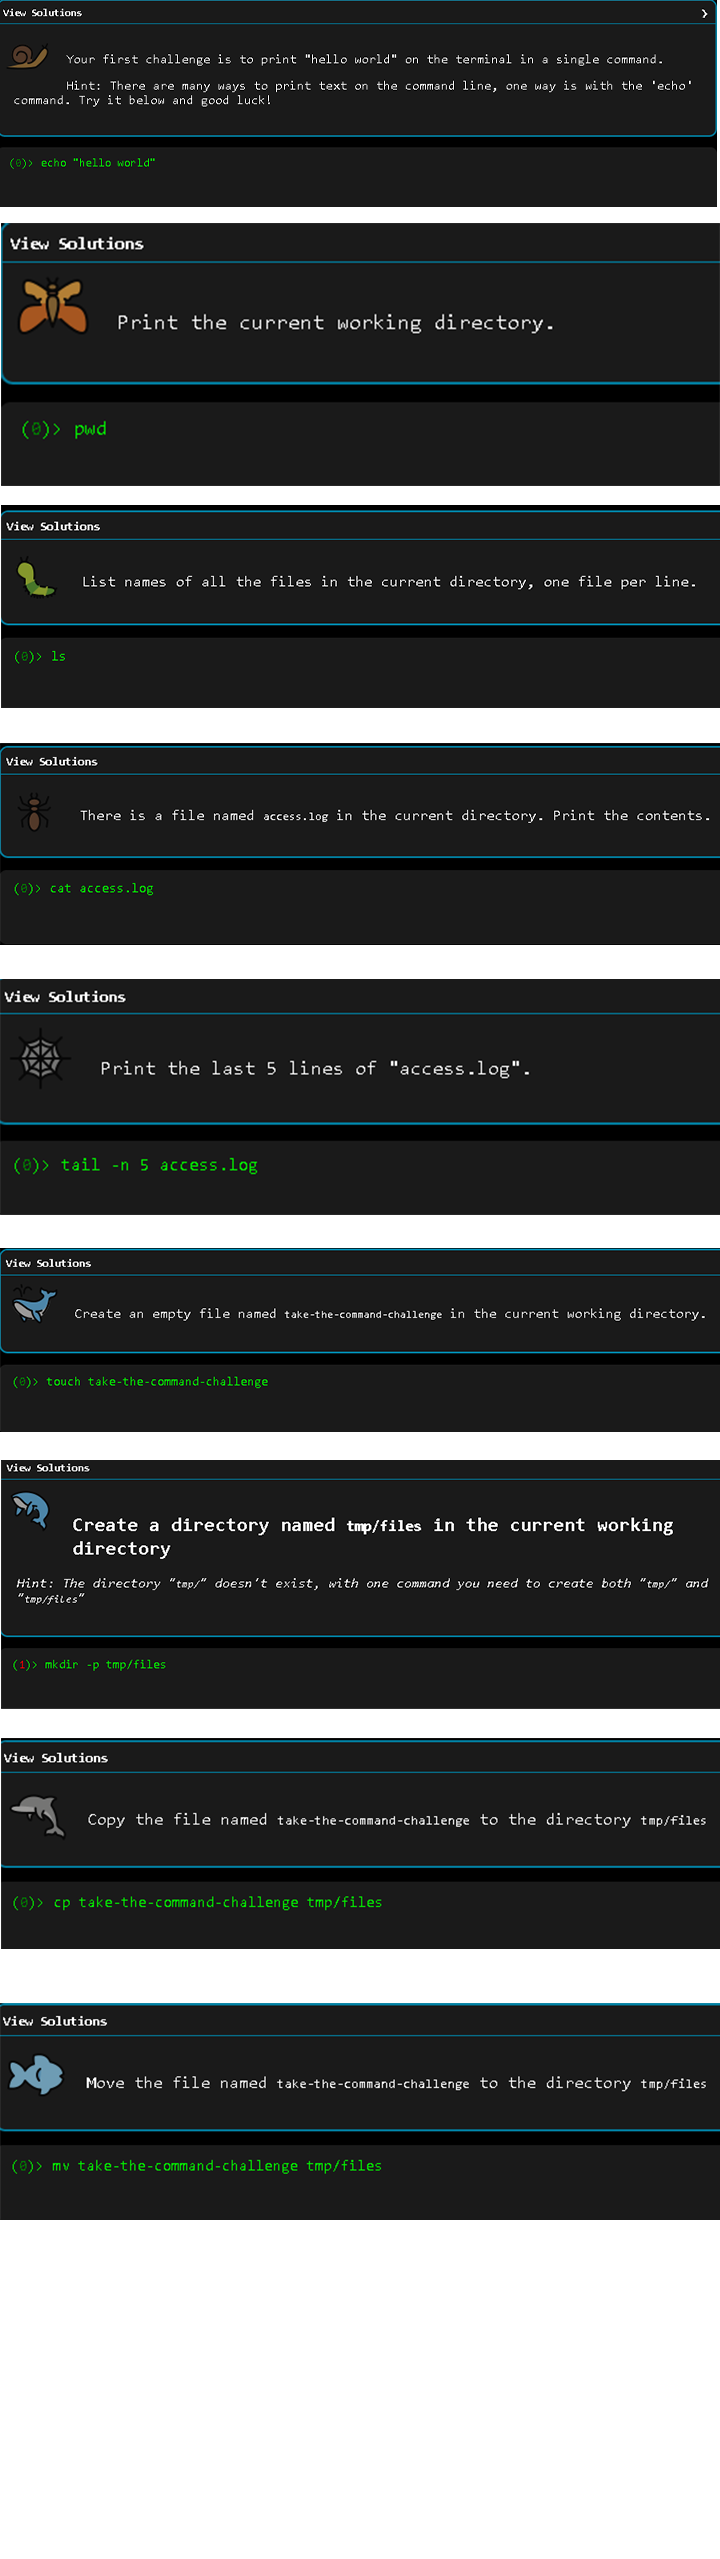 View Solutions
Your first challenge is to print "hello world" on the terminal in a single command.
Hint: There are many ways to print text on the command line, one way is with the 'echo'
command. Try it below and good luck!
(0)> echo "hello world"
View Solutions
Print the current working directory.
(0)> pwd
View Solutions
List names of all the files in the current directory, one file per line.
(0)> ls
View Solutions
There is a file named access.log in the current directory. Print the contents.
(0)> cat access.log
View Solutions
Print the last 5 lines of "access.log".
(0)> tail -n 5 access.log
View Solutions
Create an empty file named take-the-command-challenge in the current working directory.
(0)> touch take-the-command-challenge
View Solutions
Create a directory named tmp/files in the current working
directory
Hint: The directory "tmp/" doesn't exist, with one command you need to create both "tmp/" and
"tmp/files"
(1)> mkdir -p tmp/files
View Solutions
Copy the file named take-the-command-challenge to the directory tmp/files
(0)> cp take-the-command-challenge tmp/files
View Solutions
Move the file named take-the-command-challenge to the directory tmp/files
(0)> mv take-the-command-challenge tmp/files